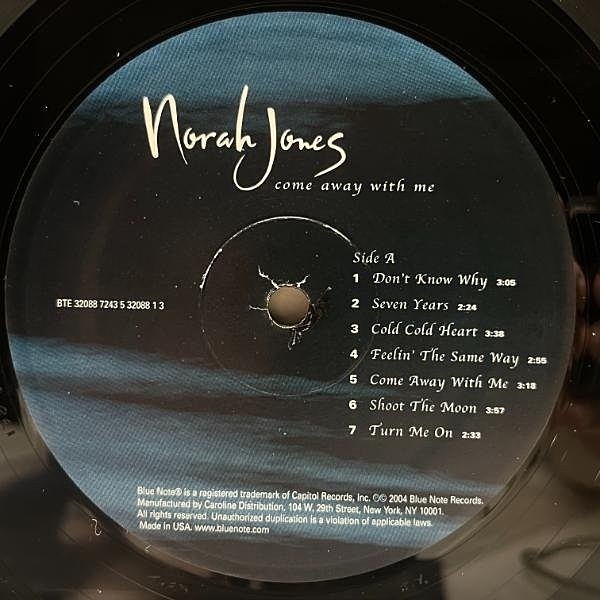 Norah Jones
come away with me
Side A
1 Don't Know Why 3:05
2 Seven Years 2:24
BTE 32088 7243 5 32088 1 3
3 Cold Cold Heart 3:38
4 Feelin' The Same Way 2:55
5 Come Away With Me 3:18
6 Shoot The Moon 3:57
7 Turn Me On 2:33
Blue Note® is a registered trademark of Capitol Records, Inc. ℗© 2004 Blue Note Records.
Manufactured by Caroline Distribution, 104 W. 29th Street, New York, NY 10001.
All rights reserved. Unauthorized duplication is a violation of applicable laws.
Made in USA. www.bluenote.com